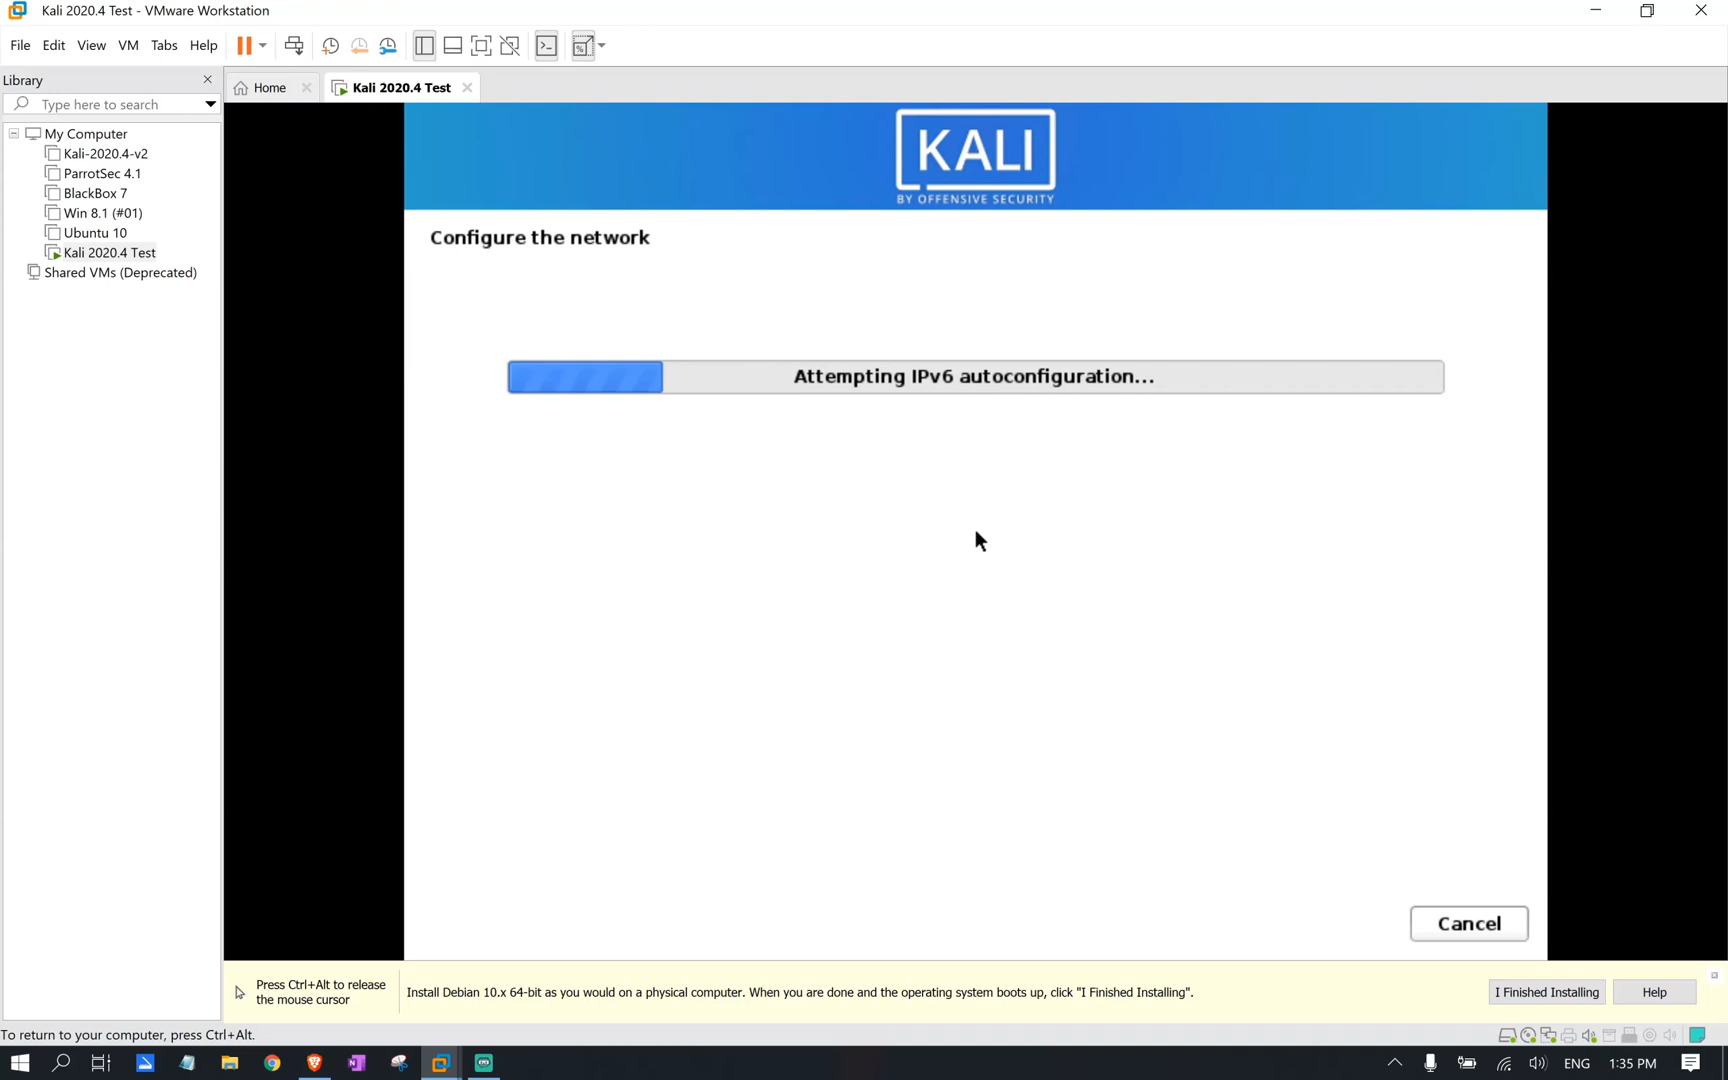 Kali 2020.4 Test - VMware Workstation
File Edit View VM Tabs Help
Library
Type here to search
Home
Kali 2020.4 Test
My Computer
Kali-2020.4-v2
ParrotSec 4.1
BlackBox 7
Win 8.1 (#01)
Ubuntu 10
Kali 2020.4 Test
Shared VMs (Deprecated)
KALI
BY OFFENSIVE SECURITY
Configure the network
Attempting IPv6 autoconfiguration...
Cancel
Press Ctrl+Alt to release
the mouse cursor
Install Debian 10.x 64-bit as you would on a physical computer. When you are done and the operating system boots up, click "I Finished Installing".
I Finished Installing
Help
To return to your computer, press Ctrl+Alt.
ENG
1:35 PM